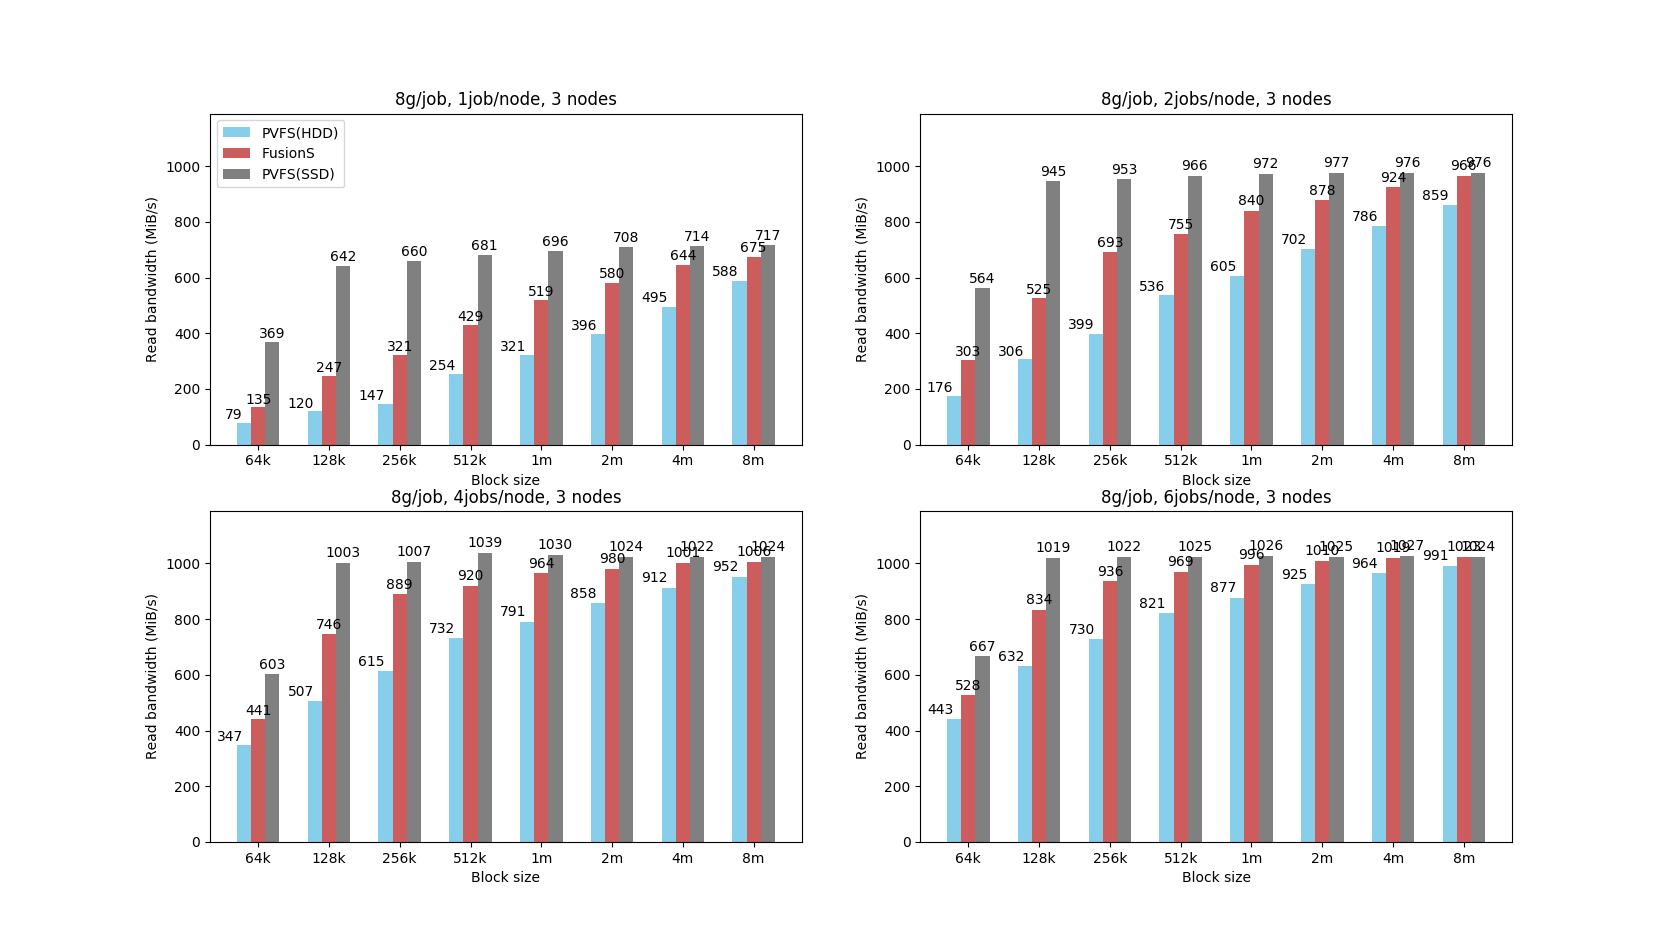 8g/job, 1job/node, 3 nodes
PVFS(HDD)
FusionS
PVFS(SSD)
Read bandwidth (MiB/s)
1000
800
600
400
200
0
79 135 369
120 247 642
147 321 660
254 429 681
321 519 696
396 580 708
495 644 714
588 675 717
64k 128k 256k 512k 1m 2m 4m 8m
Block size
8g/job, 2jobs/node, 3 nodes
Read bandwidth (MiB/s)
1000
800
600
400
200
0
176 303 564
306 525 945
399 693 953
536 755 966
605 840 972
702 878 977
786 924 976
859 966 976
64k 128k 256k 512k 1m 2m 4m 8m
Block size
8g/job, 4jobs/node, 3 nodes
Read bandwidth (MiB/s)
1000
800
600
400
200
0
347 441 603
507 746 1003
615 889 1007
732 920 1039
791 964 1030
858 980 1024
912 1001 1022
952 1006 1024
64k 128k 256k 512k 1m 2m 4m 8m
Block size
8g/job, 6jobs/node, 3 nodes
Read bandwidth (MiB/s)
1000
800
600
400
200
0
443 528 667
632 834 1019
730 936 1022
821 969 1025
877 996 1026
925 1010 1025
964 1019 1027
991 1023 1024
64k 128k 256k 512k 1m 2m 4m 8m
Block size